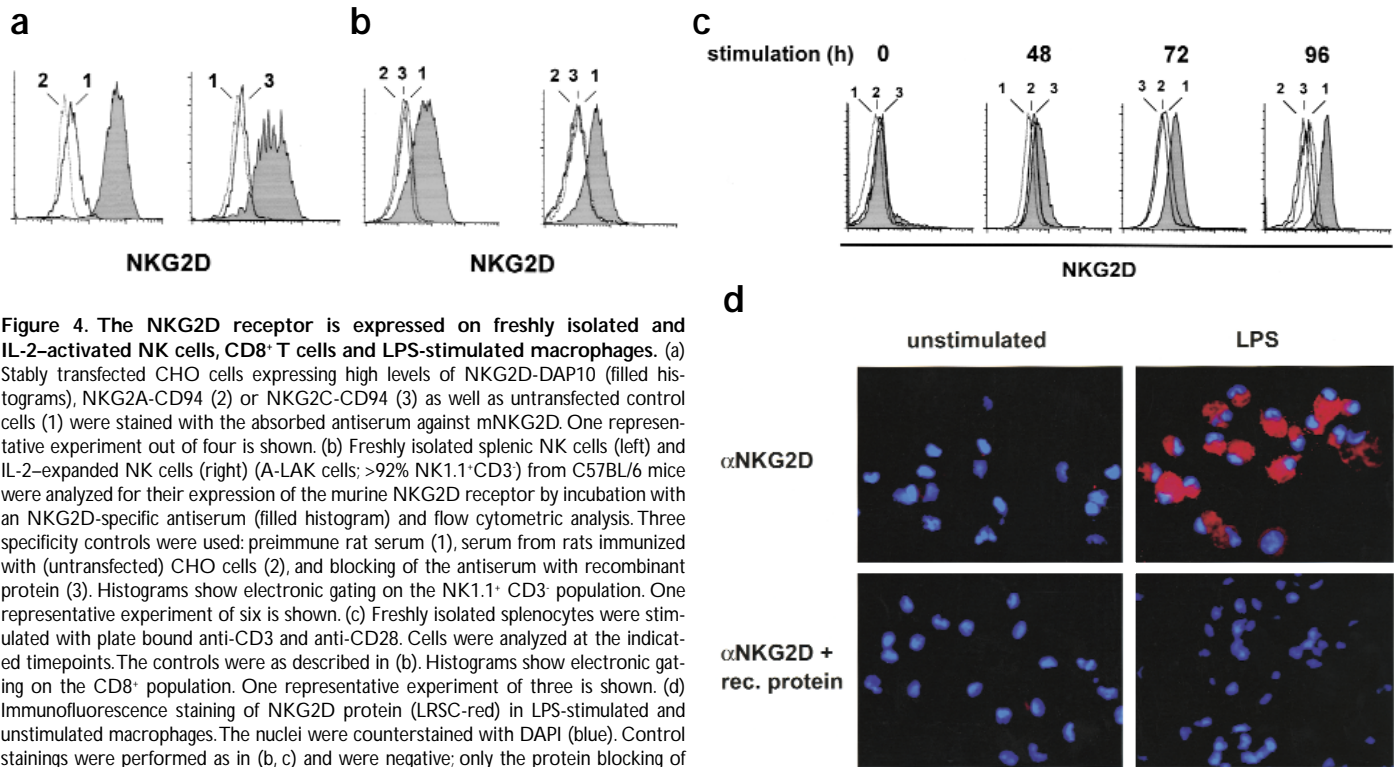 a
b
c
2 1
1 3
2 3 1
2 3 1
NKG2D
NKG2D
stimulation (h) 0 48 72 96
1 2 3
1 2 3
3 2 1
2 3 1
NKG2D
d
unstimulated LPS
αNKG2D
αNKG2D +
rec. protein
Figure 4. The NKG2D receptor is expressed on freshly isolated and
IL-2–activated NK cells, CD8+ T cells and LPS-stimulated macrophages. (a)
Stably transfected CHO cells expressing high levels of NKG2D-DAP10 (filled his-
tograms), NKG2A-CD94 (2) or NKG2C-CD94 (3) as well as untransfected control
cells (1) were stained with the absorbed antiserum against mNKG2D. One represen-
tative experiment out of four is shown. (b) Freshly isolated splenic NK cells (left) and
IL-2–expanded NK cells (right) (A-LAK cells; >92% NK1.1+CD3-) from C57BL/6 mice
were analyzed for their expression of the murine NKG2D receptor by incubation with
an NKG2D-specific antiserum (filled histogram) and flow cytometric analysis. Three
specificity controls were used: preimmune rat serum (1), serum from rats immunized
with (untransfected) CHO cells (2), and blocking of the antiserum with recombinant
protein (3). Histograms show electronic gating on the NK1.1+ CD3- population. One
representative experiment of six is shown. (c) Freshly isolated splenocytes were stim-
ulated with plate bound anti-CD3 and anti-CD28. Cells were analyzed at the indicat-
ed timepoints. The controls were as described in (b). Histograms show electronic gat-
ing on the CD8+ population. One representative experiment of three is shown. (d)
Immunofluorescence staining of NKG2D protein (LRSC-red) in LPS-stimulated and
unstimulated macrophages. The nuclei were counterstained with DAPI (blue). Control
stainings were performed as in (b, c) and were negative; only the protein blocking of